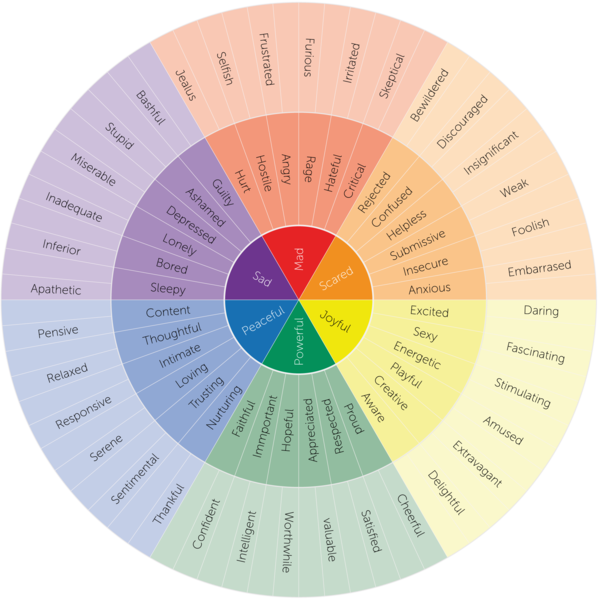 Mad
Scared
Joyful
Powerful
Peaceful
Sad
Hurt
Hostile
Angry
Rage
Hateful
Critical
Rejected
Confused
Helpless
Submissive
Insecure
Anxious
Excited
Sexy
Energetic
Playful
Creative
Aware
Proud
Respected
Appreciated
Hopeful
Immportant
Faithful
Nurturing
Trusting
Loving
Intimate
Thoughtful
Content
Sleepy
Bored
Lonely
Depressed
Ashamed
Guilty
Jealus
Selfish
Frustrated
Furious
Irritated
Skeptical
Bewildered
Discouraged
Insignificant
Weak
Foolish
Embarrased
Daring
Fascinating
Stimulating
Amused
Extravagant
Delightful
Cheerful
Satisfied
valuable
Worthwhile
Intelligent
Confident
Thankful
Sentimental
Serene
Responsive
Relaxed
Pensive
Apathetic
Inferior
Inadequate
Miserable
Stupid
Bashful